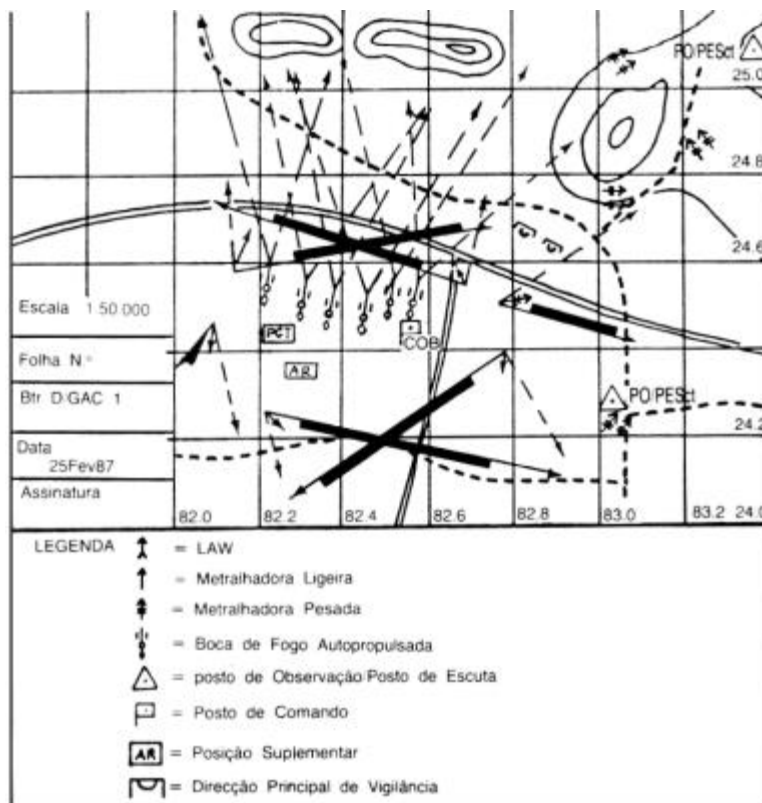 PO/PESct
25.0
24.8
24.6
Escala 1:50 000
PCT
COB
Folha N.º
AR
Btr D/GAC 1
PO/PESct
24.2
Data
25Fev87
Assinatura
82.0 82.2 82.4 82.6 82.8 83.0 83.2 24.0
LEGENDA = LAW
= Metralhadora Ligeira
= Metralhadora Pesada
= Boca de Fogo Autopropulsada
= posto de Observação/Posto de Escuta
= Posto de Comando
AR = Posição Suplementar
= Direcção Principal de Vigilância